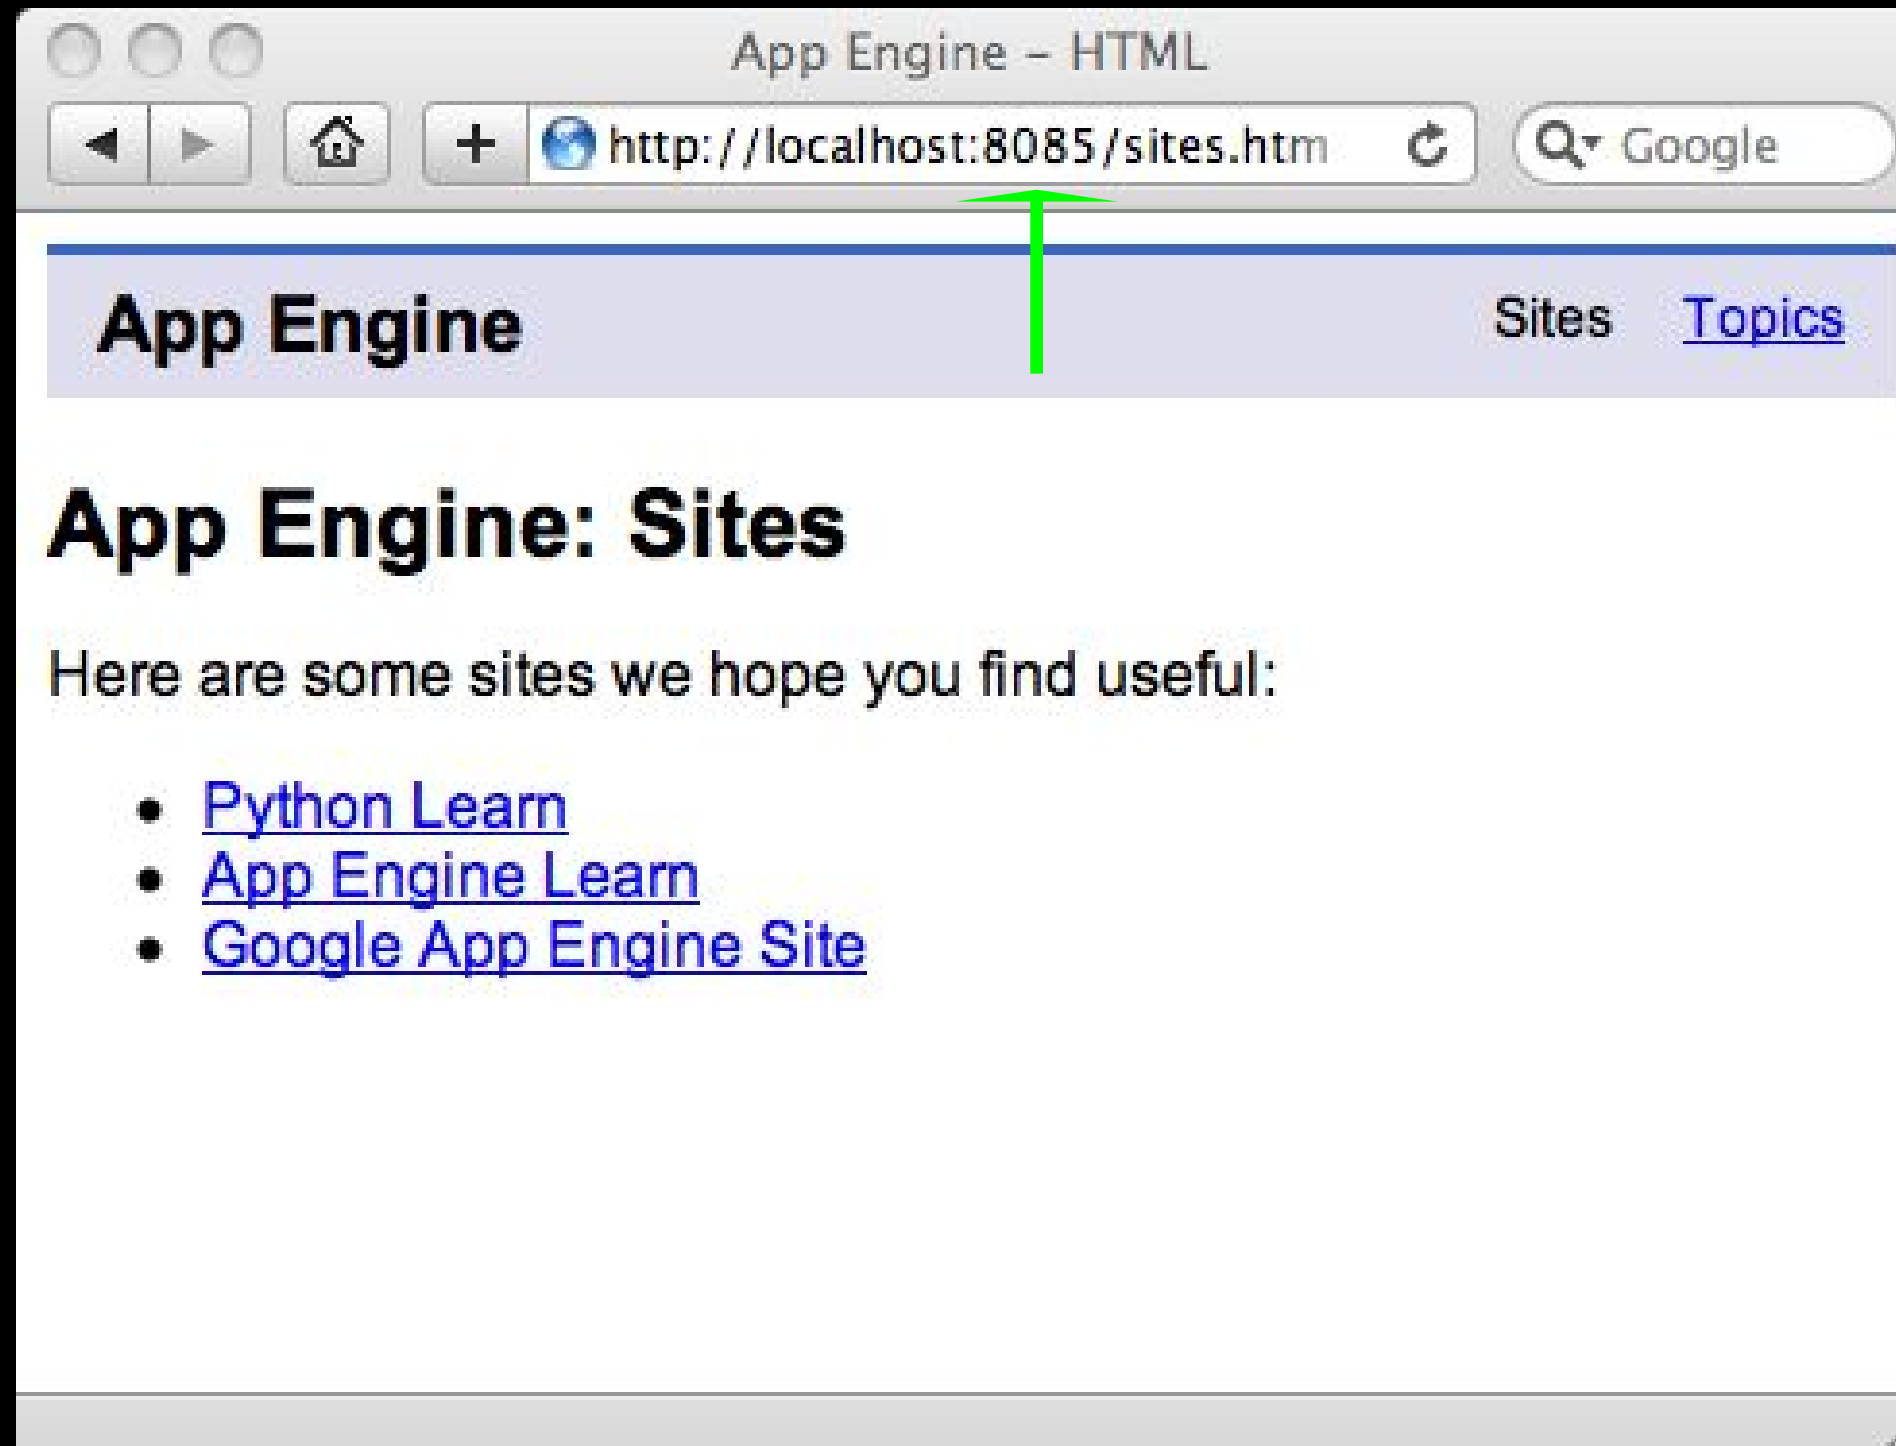 App Engine – HTML
http://localhost:8085/sites.htm
Google
App Engine
Sites Topics
App Engine: Sites
Here are some sites we hope you find useful:
• Python Learn
• App Engine Learn
• Google App Engine Site